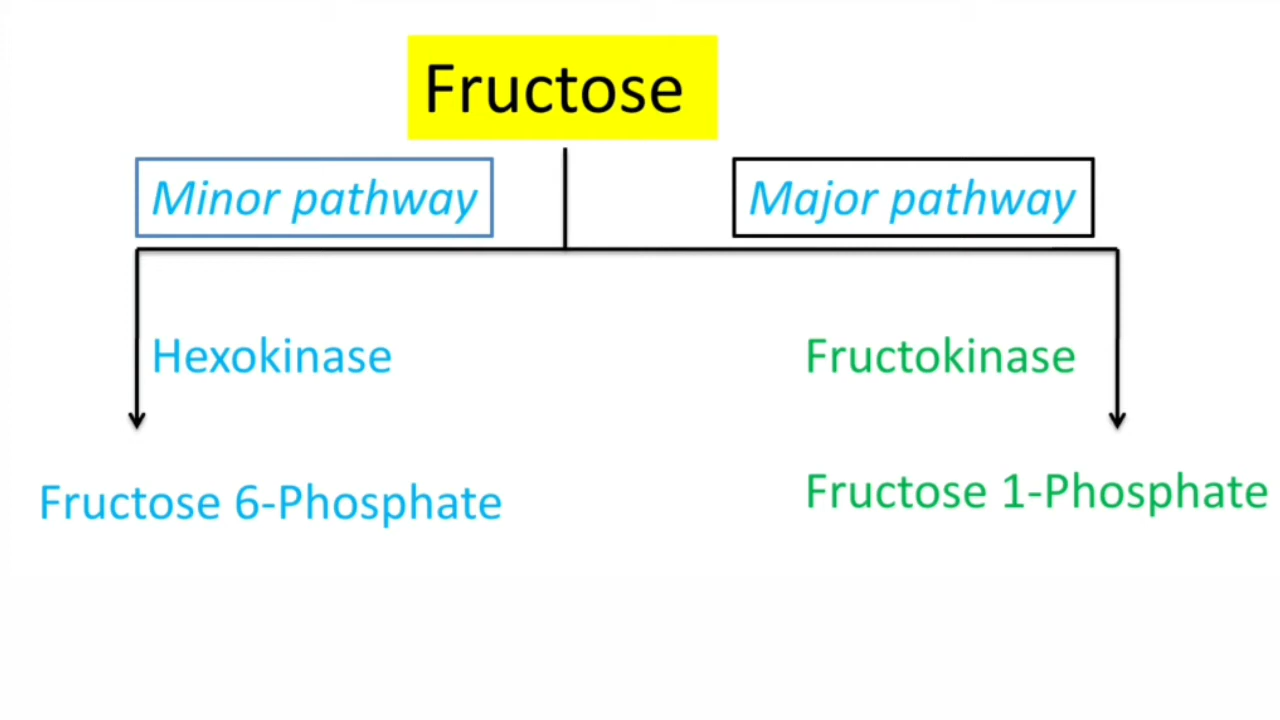 Fructose
Minor pathway
Major pathway
Hexokinase
Fructokinase
Fructose 6-Phosphate
Fructose 1-Phosphate